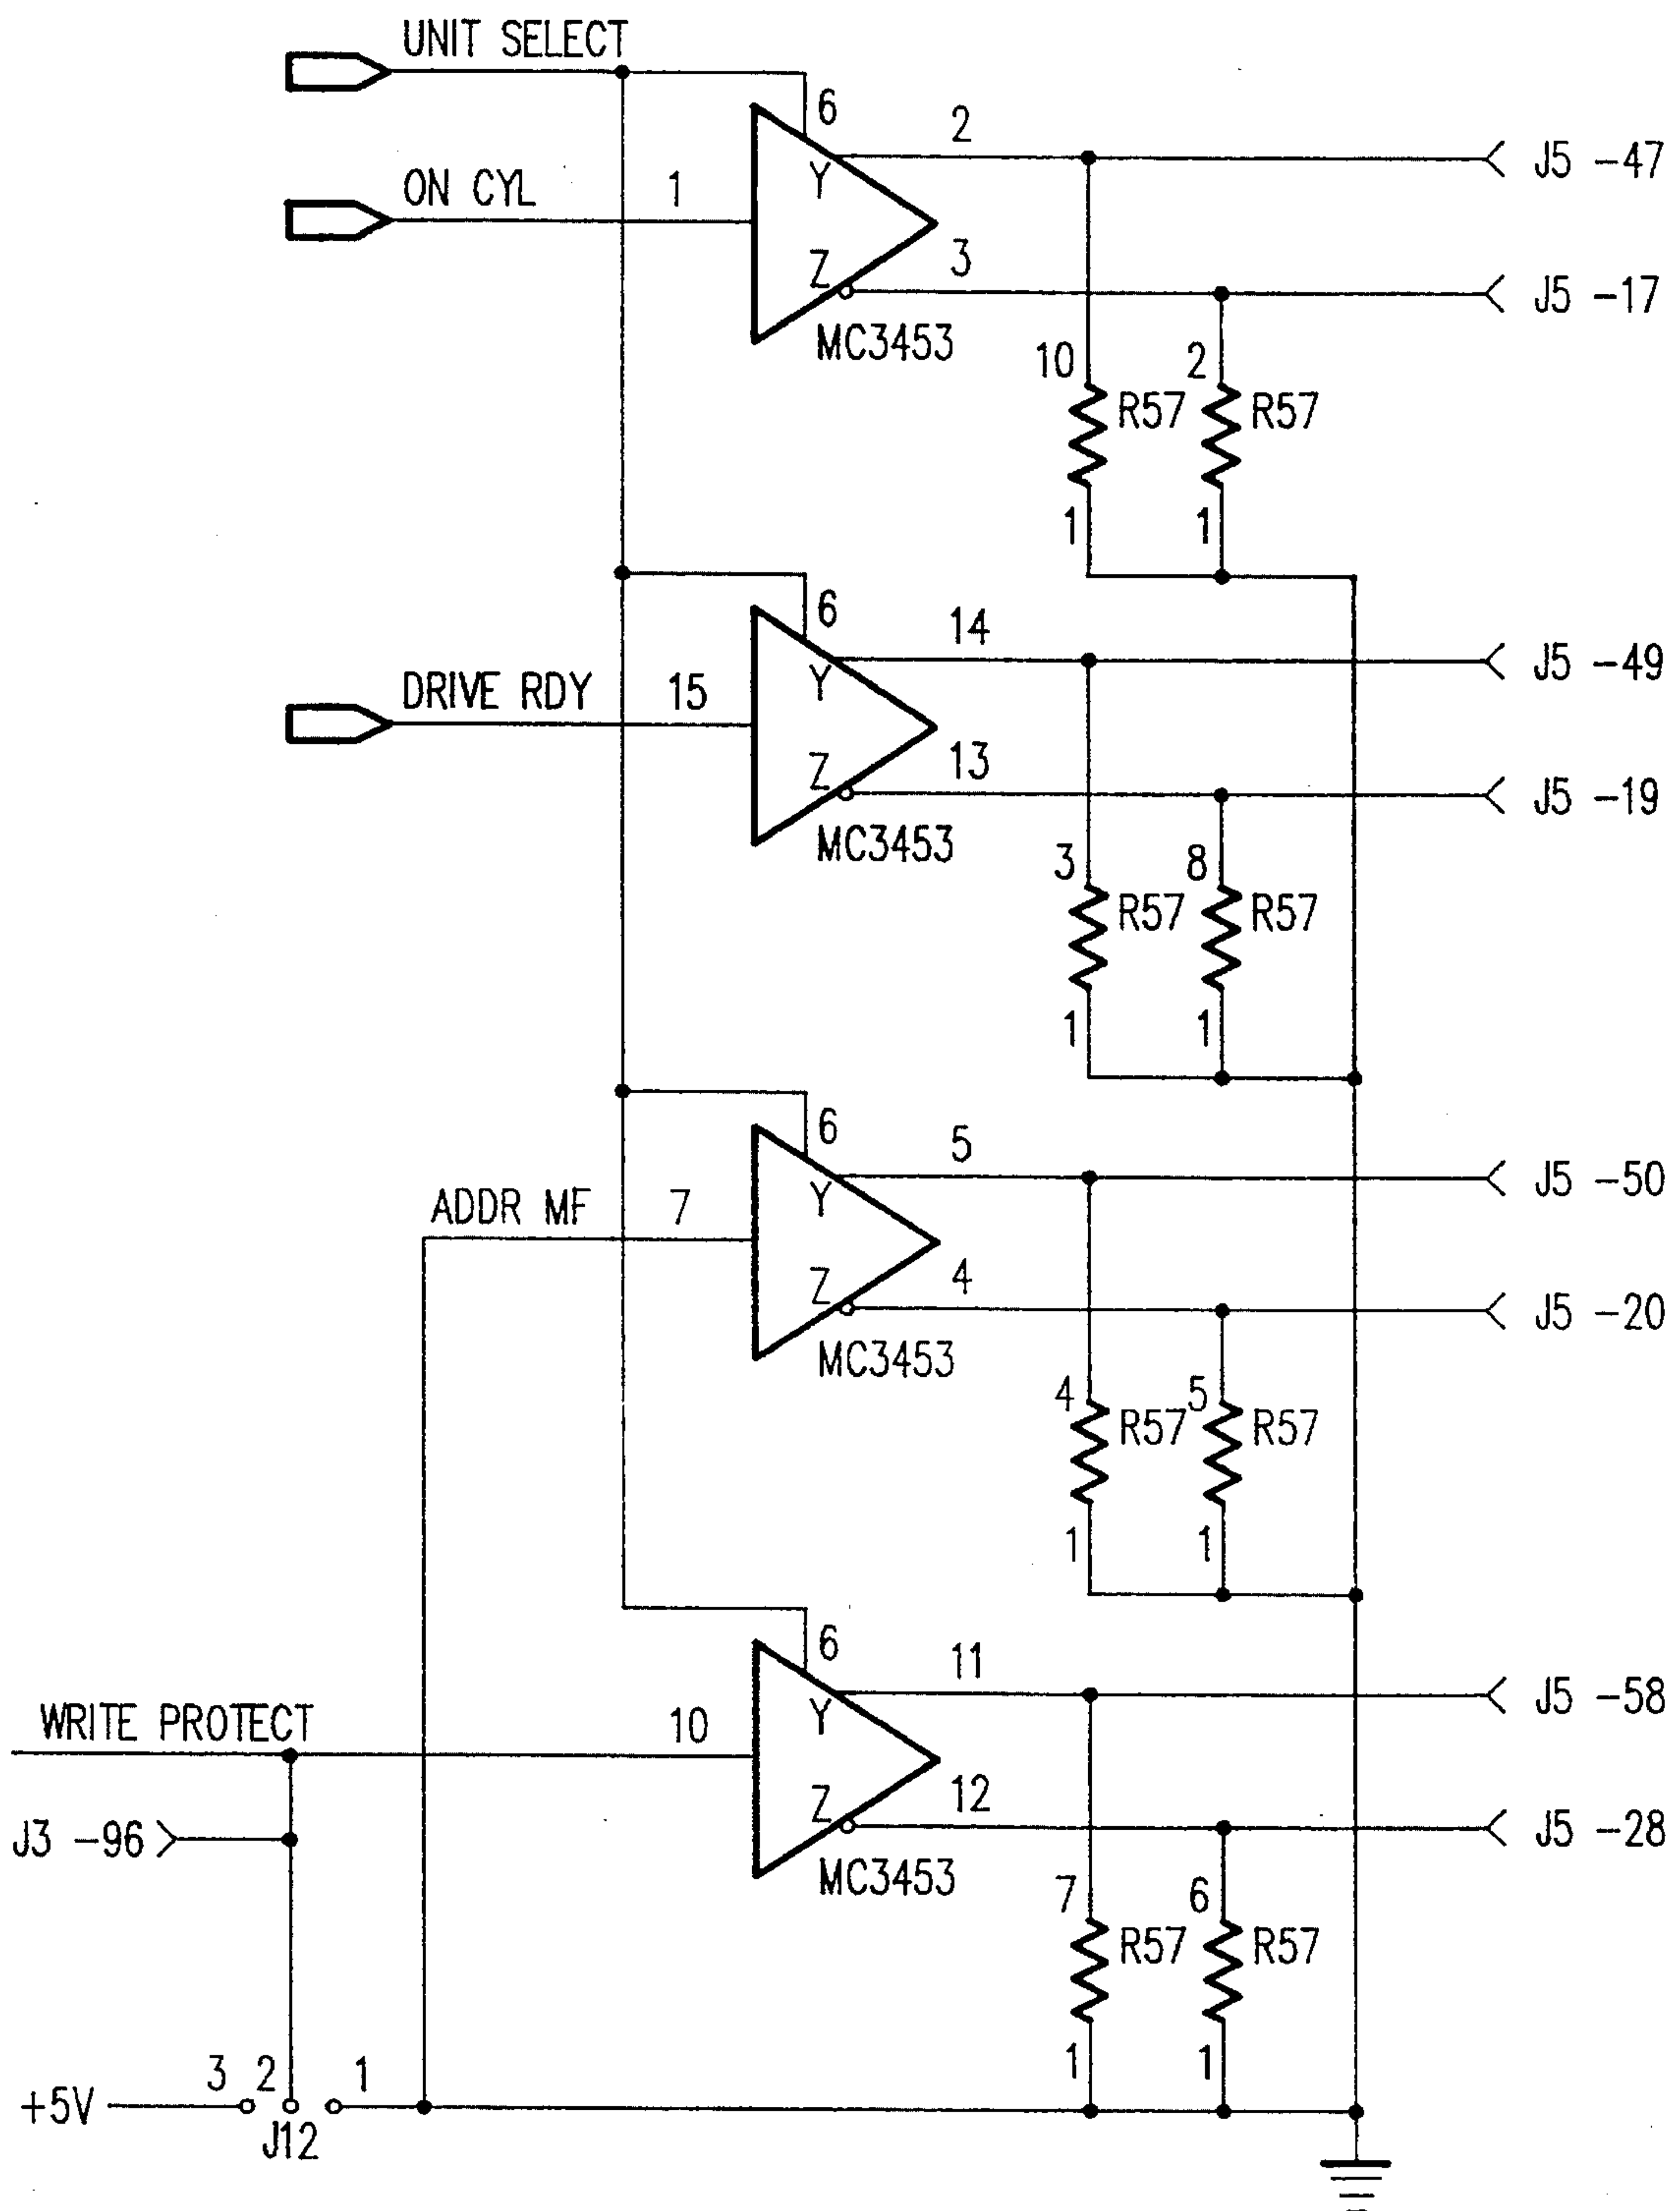 UNIT SELECT
6
2
J5 -47
Y
ON CYL
1
Z
3
J5 -17
MC3453
10
2
R57
R57
1
1
6
14
J5 -49
Y
DRIVE RDY
15
Z
13
J5 -19
MC3453
3
8
R57
R57
1
1
6
5
J5 -50
Y
ADDR MF
7
Z
4
J5 -20
MC3453
4
5
R57
R57
1
1
6
11
J5 -58
Y
WRITE PROTECT
10
Z
12
J5 -28
J3 -96
MC3453
7
6
R57
R57
1
1
3
2
1
+5V
J12